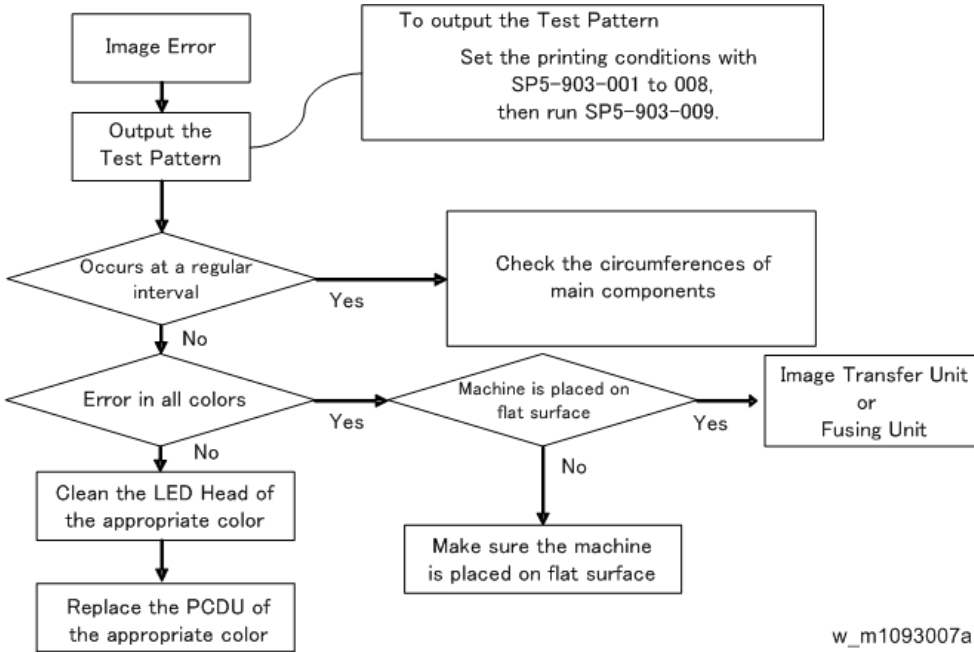 Image Error
To output the Test Pattern
Set the printing conditions with
SP5-903-001 to 008,
then run SP5-903-009.
Output the
Test Pattern
Occurs at a regular
interval
Yes
Check the circumferences of
main components
No
Error in all colors
Yes
Machine is placed on
flat surface
Yes
Image Transfer Unit
or
Fusing Unit
No
Clean the LED Head of
the appropriate color
No
Make sure the machine
is placed on flat surface
Replace the PCDU of
the appropriate color
w_m1093007a